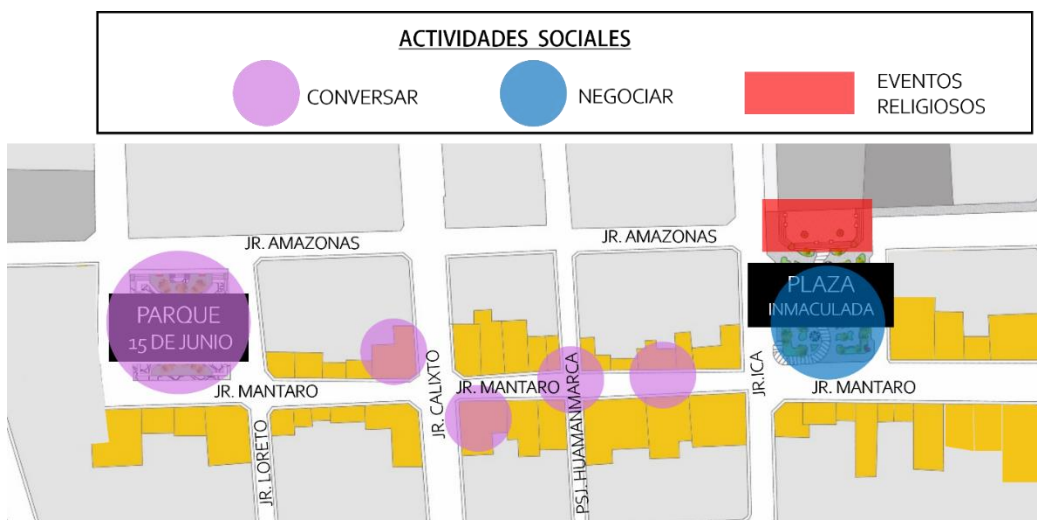 ACTIVIDADES SOCIALES
CONVERSAR
NEGOCIAR
EVENTOS
RELIGIOSOS
JR. AMAZONAS
JR. AMAZONAS
PARQUE
15 DE JUNIO
PLAZA
INMACULADA
JR. MANTARO
JR. MANTARO
JR. MANTARO
JR. LORETO
JR. CALIXTO
PSJ. HUAMANMARCA
JR.ICA